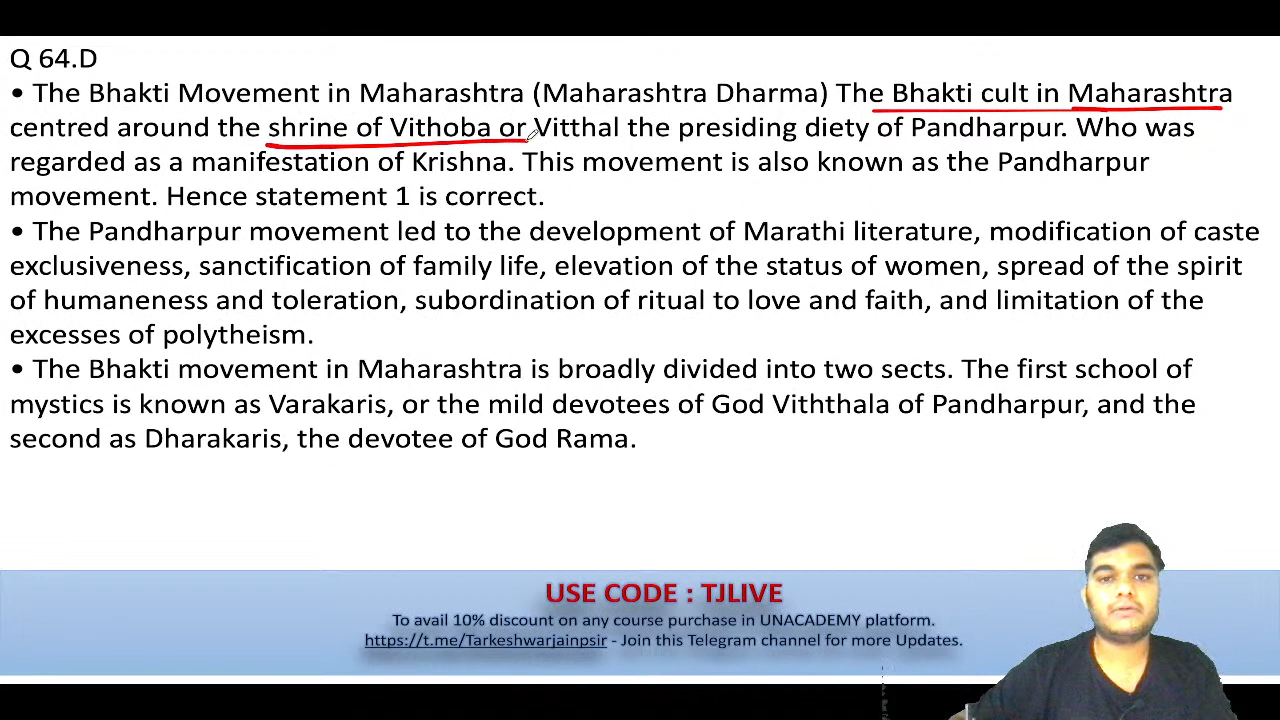 Q 64.D
• The Bhakti Movement in Maharashtra (Maharashtra Dharma) The Bhakti cult in Maharashtra
centred around the shrine of Vithoba or Vitthal the presiding diety of Pandharpur. Who was
regarded as a manifestation of Krishna. This movement is also known as the Pandharpur
movement. Hence statement 1 is correct.
• The Pandharpur movement led to the development of Marathi literature, modification of caste
exclusiveness, sanctification of family life, elevation of the status of women, spread of the spirit
of humaneness and toleration, subordination of ritual to love and faith, and limitation of the
excesses of polytheism.
• The Bhakti movement in Maharashtra is broadly divided into two sects. The first school of
mystics is known as Varakaris, or the mild devotees of God Viththala of Pandharpur, and the
second as Dharakaris, the devotee of God Rama.
USE CODE : TJLIVE
To avail 10% discount on any course purchase in UNACADEMY platform.
https://t.me/Tarkeshwarjainpsir - Join this Telegram channel for more Updates.